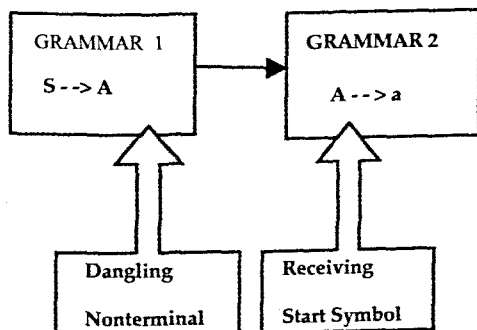 GRAMMAR 1
S --> A
GRAMMAR 2
A --> a
Dangling
Nonterminal
Receiving
Start Symbol